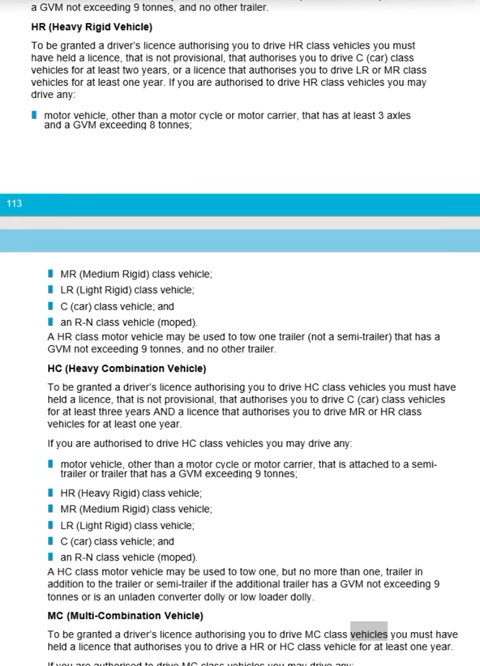 a GVM not exceeding 9 tonnes, and no other trailer.
HR (Heavy Rigid Vehicle)
To be granted a driver's licence authorising you to drive HR class vehicles you must
have held a licence, that is not provisional, that authorises you to drive C (car) class
vehicles for at least two years, or a licence that authorises you to drive LR or MR class
vehicles for at least one year. If you are authorised to drive HR class vehicles you may
drive any:
motor vehicle, other than a motor cycle or motor carrier, that has at least 3 axles
and a GVM exceeding 8 tonnes;
113
MR (Medium Rigid) class vehicle;
LR (Light Rigid) class vehicle;
C (car) class vehicle; and
an R-N class vehicle (moped).
A HR class motor vehicle may be used to tow one trailer (not a semi-trailer) that has a
GVM not exceeding 9 tonnes, and no other trailer.
HC (Heavy Combination Vehicle)
To be granted a driver's licence authorising you to drive HC class vehicles you must have
held a licence, that is not provisional, that authorises you to drive C (car) class vehicles
for at least three years AND a licence that authorises you to drive MR or HR class
vehicles for at least one year.
If you are authorised to drive HC class vehicles you may drive any:
motor vehicle, other than a motor cycle or motor carrier, that is attached to a semi-
trailer or trailer that has a GVM exceeding 9 tonnes;
HR (Heavy Rigid) class vehicle;
MR (Medium Rigid) class vehicle;
LR (Light Rigid) class vehicle;
C (car) class vehicle; and
an R-N class vehicle (moped).
A HC class motor vehicle may be used to tow one, but no more than one, trailer in
addition to the trailer or semi-trailer if the additional trailer has a GVM not exceeding 9
tonnes or is an unladen converter dolly or low loader dolly.
MC (Multi-Combination Vehicle)
To be granted a driver's licence authorising you to drive MC class vehicles you must have
held a licence that authorises you to drive a HR or HC class vehicle for at least one year.
If you are authorised to drive MC class vehicles you may drive any: